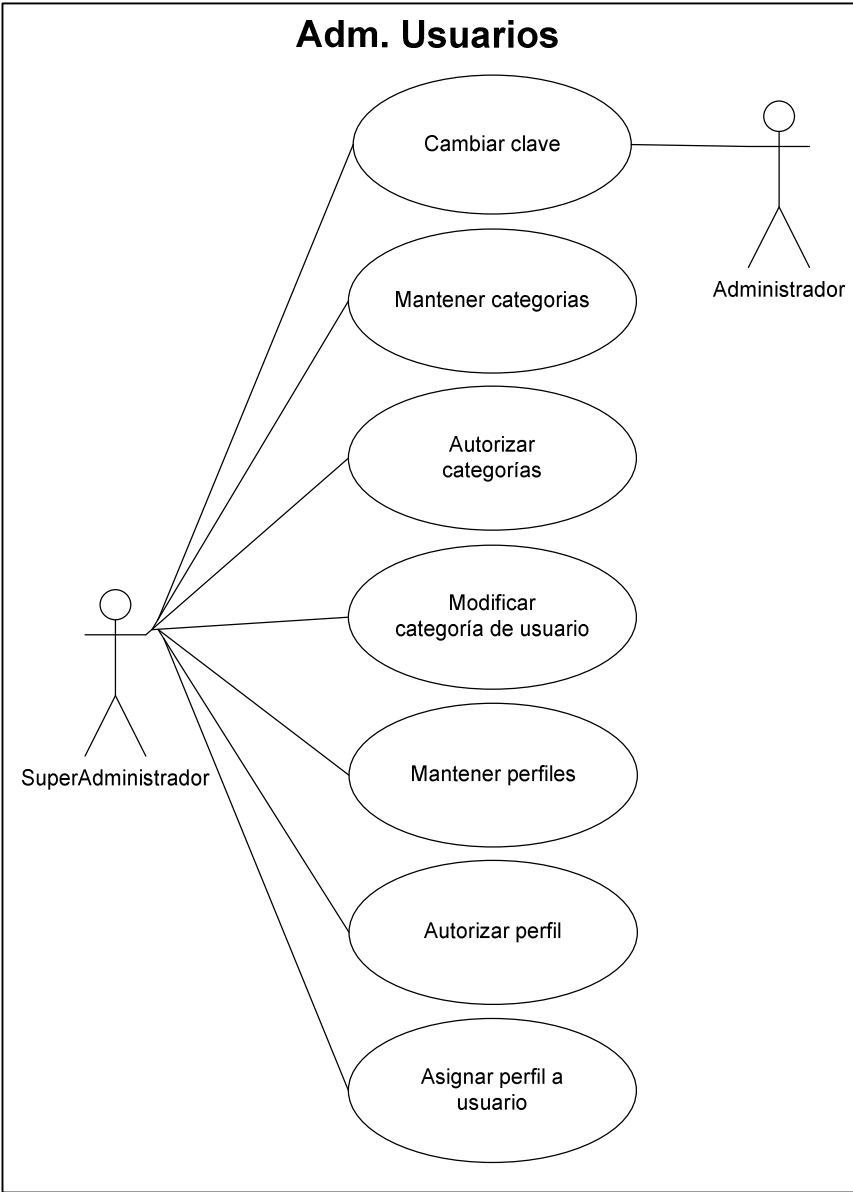 Adm. Usuarios
Cambiar clave
Administrador
Mantener categorias
Autorizar
categorías
Modificar
categoría de usuario
SuperAdministrador
Mantener perfiles
Autorizar perfil
Asignar perfil a
usuario